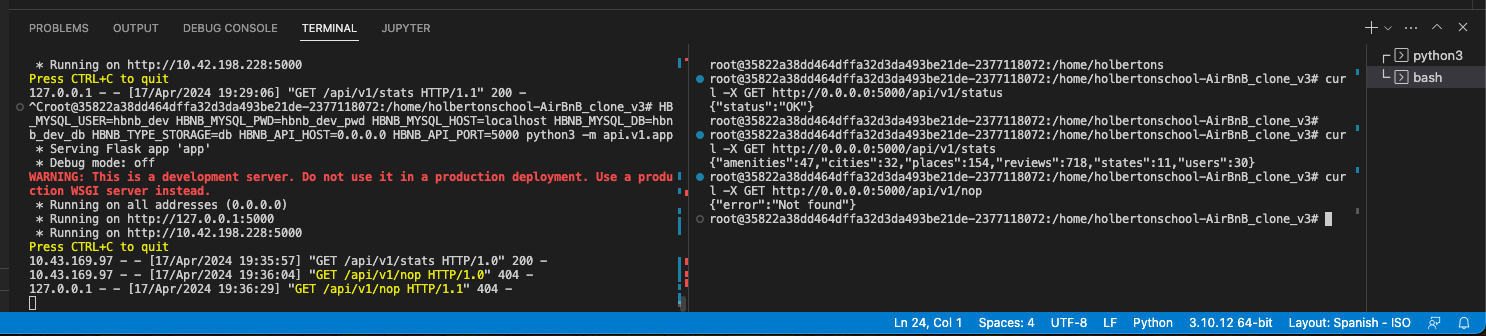 PROBLEMS OUTPUT DEBUG CONSOLE TERMINAL JUPYTER
* Running on http://10.42.198.228:5000
Press CTRL+C to quit
127.0.0.1 - - [17/Apr/2024 19:29:06] "GET /api/v1/stats HTTP/1.1" 200 -
^Croot@35822a38dd464dffa32d3da493be21de-2377118072:/home/holbertonschool-AirBnB_clone_v3# HB
_MYSQL_USER=hbnb_dev HBNB_MYSQL_PWD=hbnb_dev_pwd HBNB_MYSQL_HOST=localhost HBNB_MYSQL_DB=hbn
b_dev_db HBNB_TYPE_STORAGE=db HBNB_API_HOST=0.0.0.0 HBNB_API_PORT=5000 python3 -m api.v1.app
* Serving Flask app 'app'
* Debug mode: off
WARNING: This is a development server. Do not use it in a production deployment. Use a produ
ction WSGI server instead.
* Running on all addresses (0.0.0.0)
* Running on http://127.0.0.1:5000
* Running on http://10.42.198.228:5000
Press CTRL+C to quit
10.43.169.97 - - [17/Apr/2024 19:35:57] "GET /api/v1/stats HTTP/1.0" 200 -
10.43.169.97 - - [17/Apr/2024 19:36:04] "GET /api/v1/nop HTTP/1.0" 404 -
127.0.0.1 - - [17/Apr/2024 19:36:29] "GET /api/v1/nop HTTP/1.1" 404 -
root@35822a38dd464dffa32d3da493be21de-2377118072:/home/holbertons
root@35822a38dd464dffa32d3da493be21de-2377118072:/home/holbertonschool-AirBnB_clone_v3# cur
l -X GET http://0.0.0.0:5000/api/v1/status
{"status":"OK"}
root@35822a38dd464dffa32d3da493be21de-2377118072:/home/holbertonschool-AirBnB_clone_v3#
root@35822a38dd464dffa32d3da493be21de-2377118072:/home/holbertonschool-AirBnB_clone_v3# cur
l -X GET http://0.0.0.0:5000/api/v1/stats
{"amenities":47,"cities":32,"places":154,"reviews":718,"states":11,"users":30}
root@35822a38dd464dffa32d3da493be21de-2377118072:/home/holbertonschool-AirBnB_clone_v3# cur
l -X GET http://0.0.0.0:5000/api/v1/nop
{"error":"Not found"}
root@35822a38dd464dffa32d3da493be21de-2377118072:/home/holbertonschool-AirBnB_clone_v3#
python3
bash
Ln 24, Col 1 Spaces: 4 UTF-8 LF Python 3.10.12 64-bit Layout: Spanish - ISO